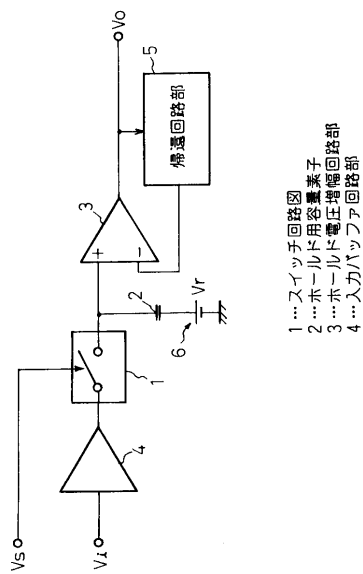 Vs
Vi
4
1
2
6
Vr
3
+
−
帰還回路部
5
Vo
1…スイッチ回路図
2…ホールド用容量素子
3…ホールド電圧増幅回路部
4…入力バッファ回路部